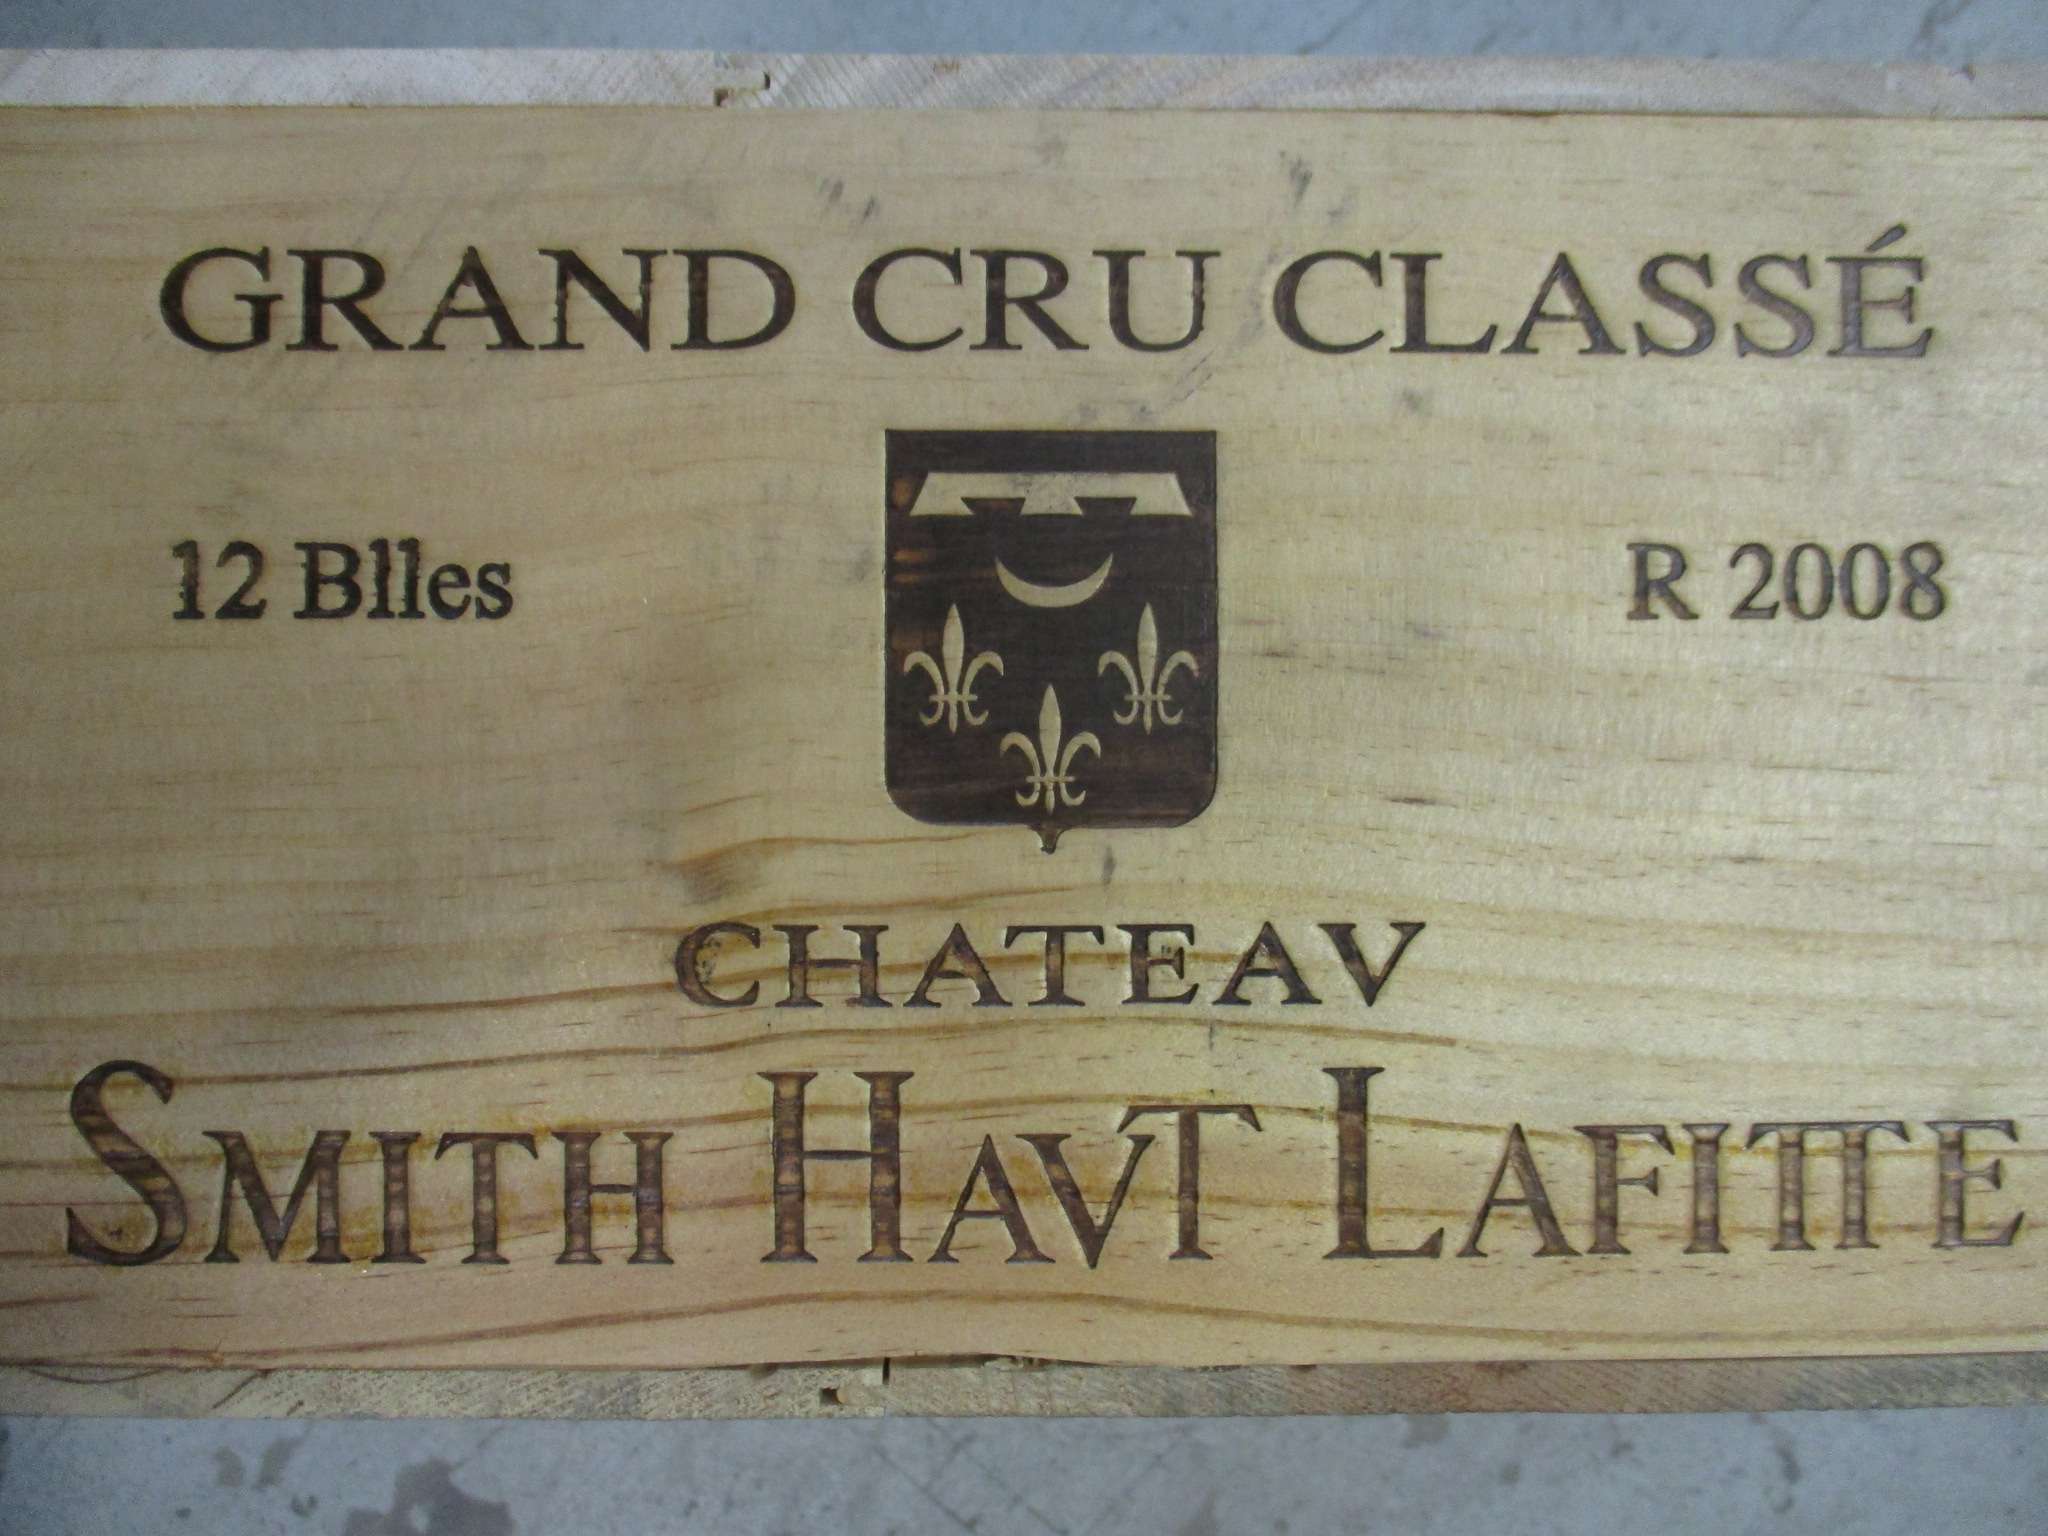 GRAND CRU CLASSÉ
12 Blles
R 2008
CHATEAV
SMITH HAVT LAFITTE